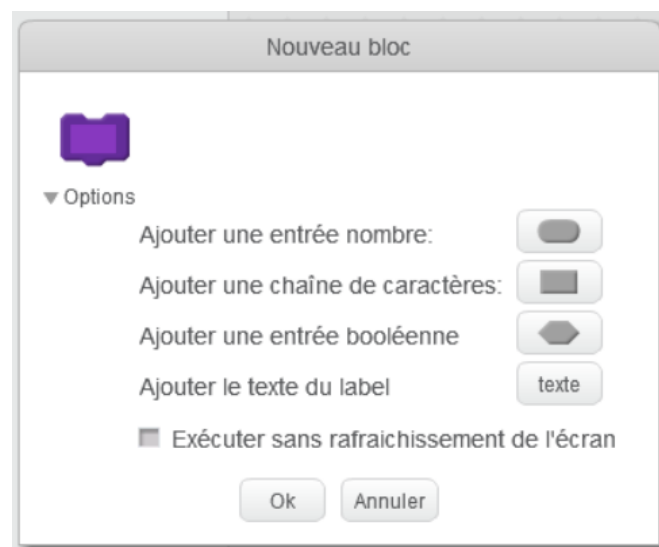 Nouveau bloc
Options
Ajouter une entrée nombre:
Ajouter une chaîne de caractères:
Ajouter une entrée booléenne
Ajouter le texte du label texte
Exécuter sans rafraichissement de l'écran
Ok Annuler